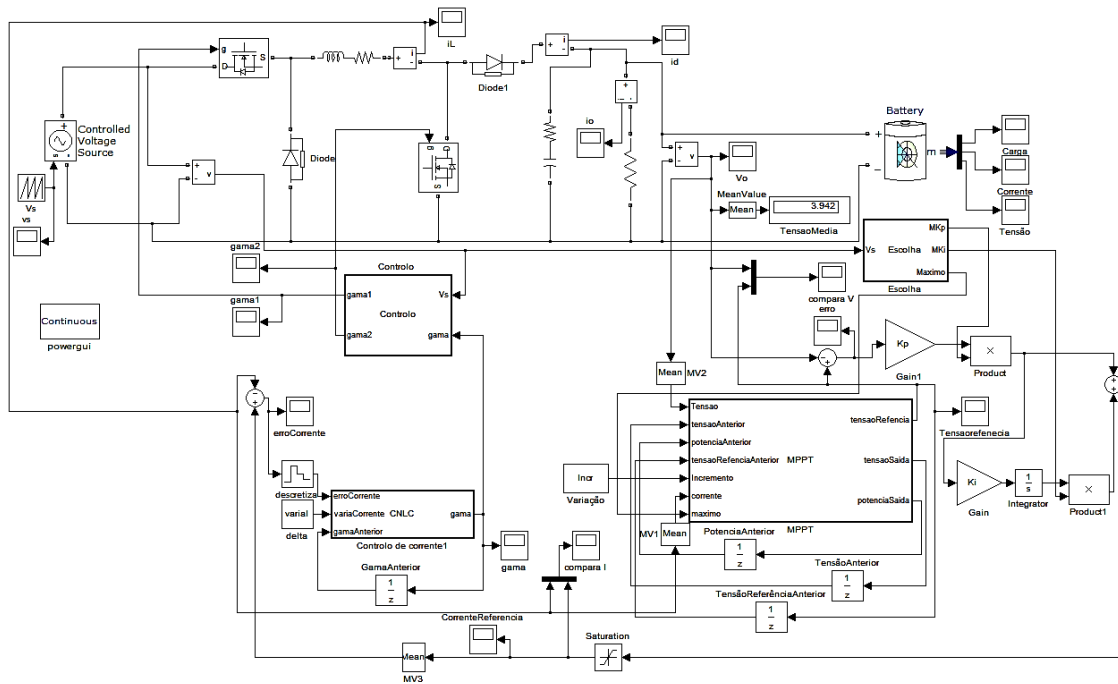 iL
id
g
S
D
+
-
i
+
-
i
Diode1
Battery
Controlled
Voltage
Source
s
-
+
+
-
v
Diode
g
D
S
io
+
-
v
Vo
+
-
m
Carga
Corrente
Tensão
Vs
vs
MeanValue
Mean
3.942
TensaoMedia
gama2
gama1
Controlo
gama1
Vs
Controlo
gama2
gama
Vs
Escolha
MKp
MKi
Maximo
Escolha
compara V
erro
Continuous
powergui
Kp
Gain1
×
Product
Mean
MV2
erroCorrente
Tensao
tensaoAnterior
potenciaAnterior
tensaoRefenciaAnterior
Incremento
corrente
maximo
MPPT
tensaoRefencia
tensaoSaida
potenciaSaida
MPPT
Tensaorefenecia
Incr
Variação
Ki
Gain
1
s
Integrator
×
Product1
descretiza
varial
delta
erroCorrente
variaCorrente
gamaAnterior
CNLC
gama
Controlo de corrente1
gama
compara I
MV1
Mean
PotenciaAnterior
1
z
TensãoAnterior
1
z
TensãoReferênciaAnterior
1
z
GamaAnterior
1
z
CorrenteReferencia
Saturation
Mean
MV3